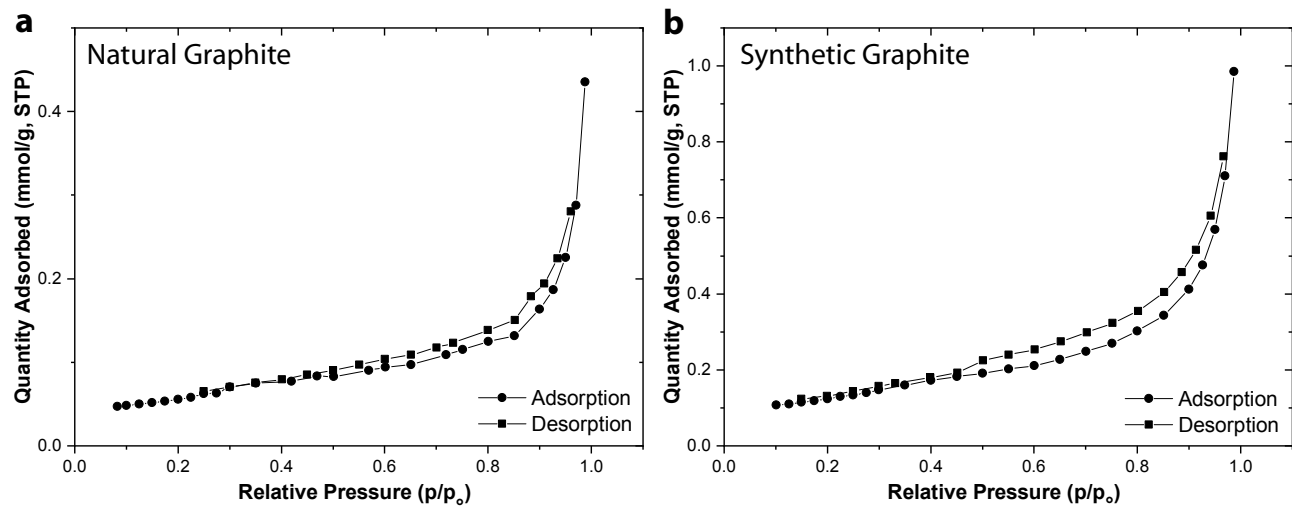 a
Natural Graphite
Quantity Adsorbed (mmol/g, STP)
0.4
0.2
0.0
0.0 0.2 0.4 0.6 0.8 1.0
Relative Pressure (p/pₒ)
Adsorption
Desorption
b
Synthetic Graphite
Quantity Adsorbed (mmol/g, STP)
1.0
0.8
0.6
0.4
0.2
0.0
0.0 0.2 0.4 0.6 0.8 1.0
Relative Pressure (p/pₒ)
Adsorption
Desorption